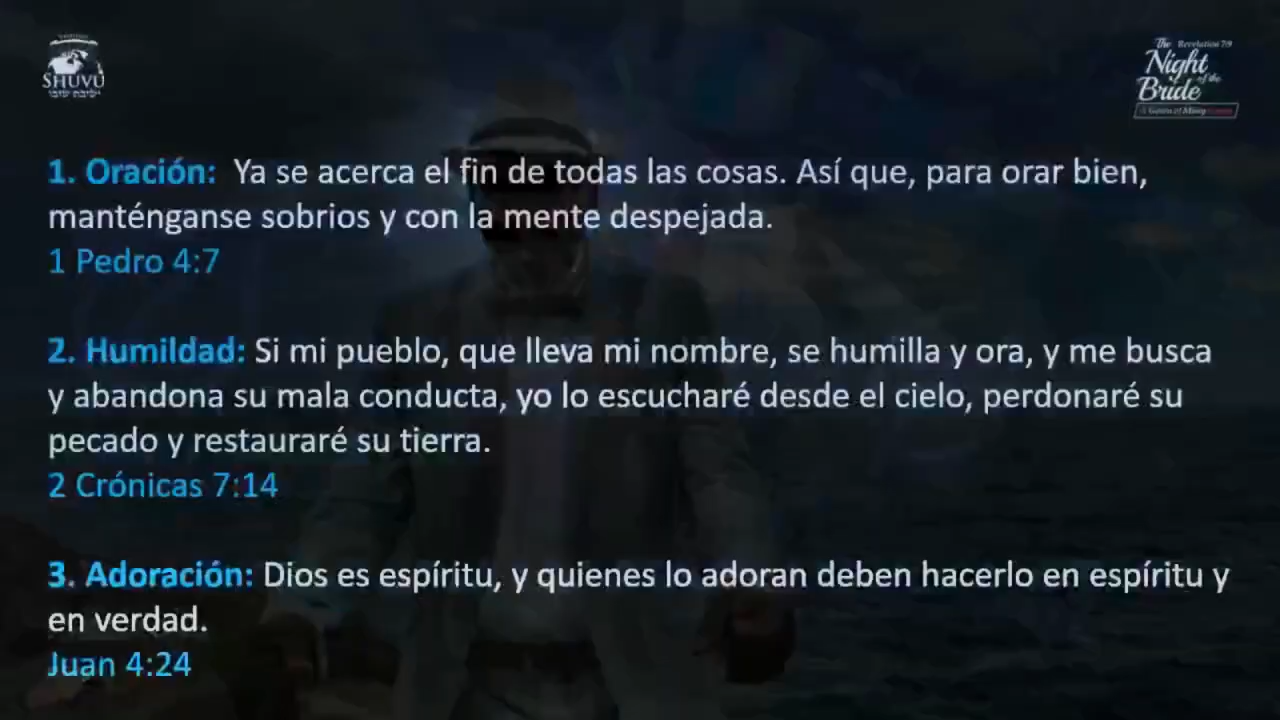 SHUVU
ישיבת שובו
The Revelation 7:9
Night
of the
Bride
1. Oración: Ya se acerca el fin de todas las cosas. Así que, para orar bien,
manténganse sobrios y con la mente despejada.
1 Pedro 4:7
2. Humildad: Si mi pueblo, que lleva mi nombre, se humilla y ora, y me busca
y abandona su mala conducta, yo lo escucharé desde el cielo, perdonaré su
pecado y restauraré su tierra.
2 Crónicas 7:14
3. Adoración: Dios es espíritu, y quienes lo adoran deben hacerlo en espíritu y
en verdad.
Juan 4:24